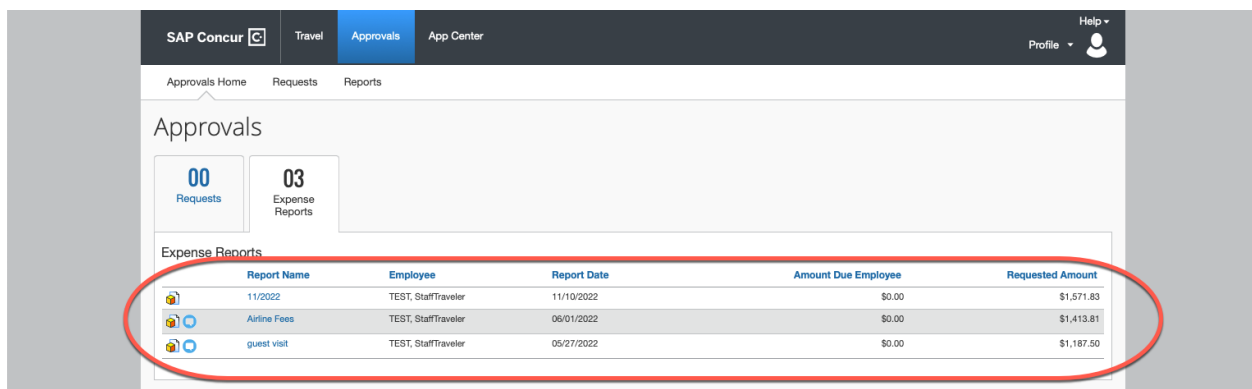 Help
SAP Concur C Travel Approvals App Center
Profile
Approvals Home Requests Reports
Approvals
00 03
Requests Expense
Reports
Expense Reports
Report Name Employee Report Date Amount Due Employee Requested Amount
11/2022 TEST, StaffTraveler 11/10/2022 $0.00 $1,571.83
Airline Fees TEST, StaffTraveler 06/01/2022 $0.00 $1,413.81
guest visit TEST, StaffTraveler 05/27/2022 $0.00 $1,187.50